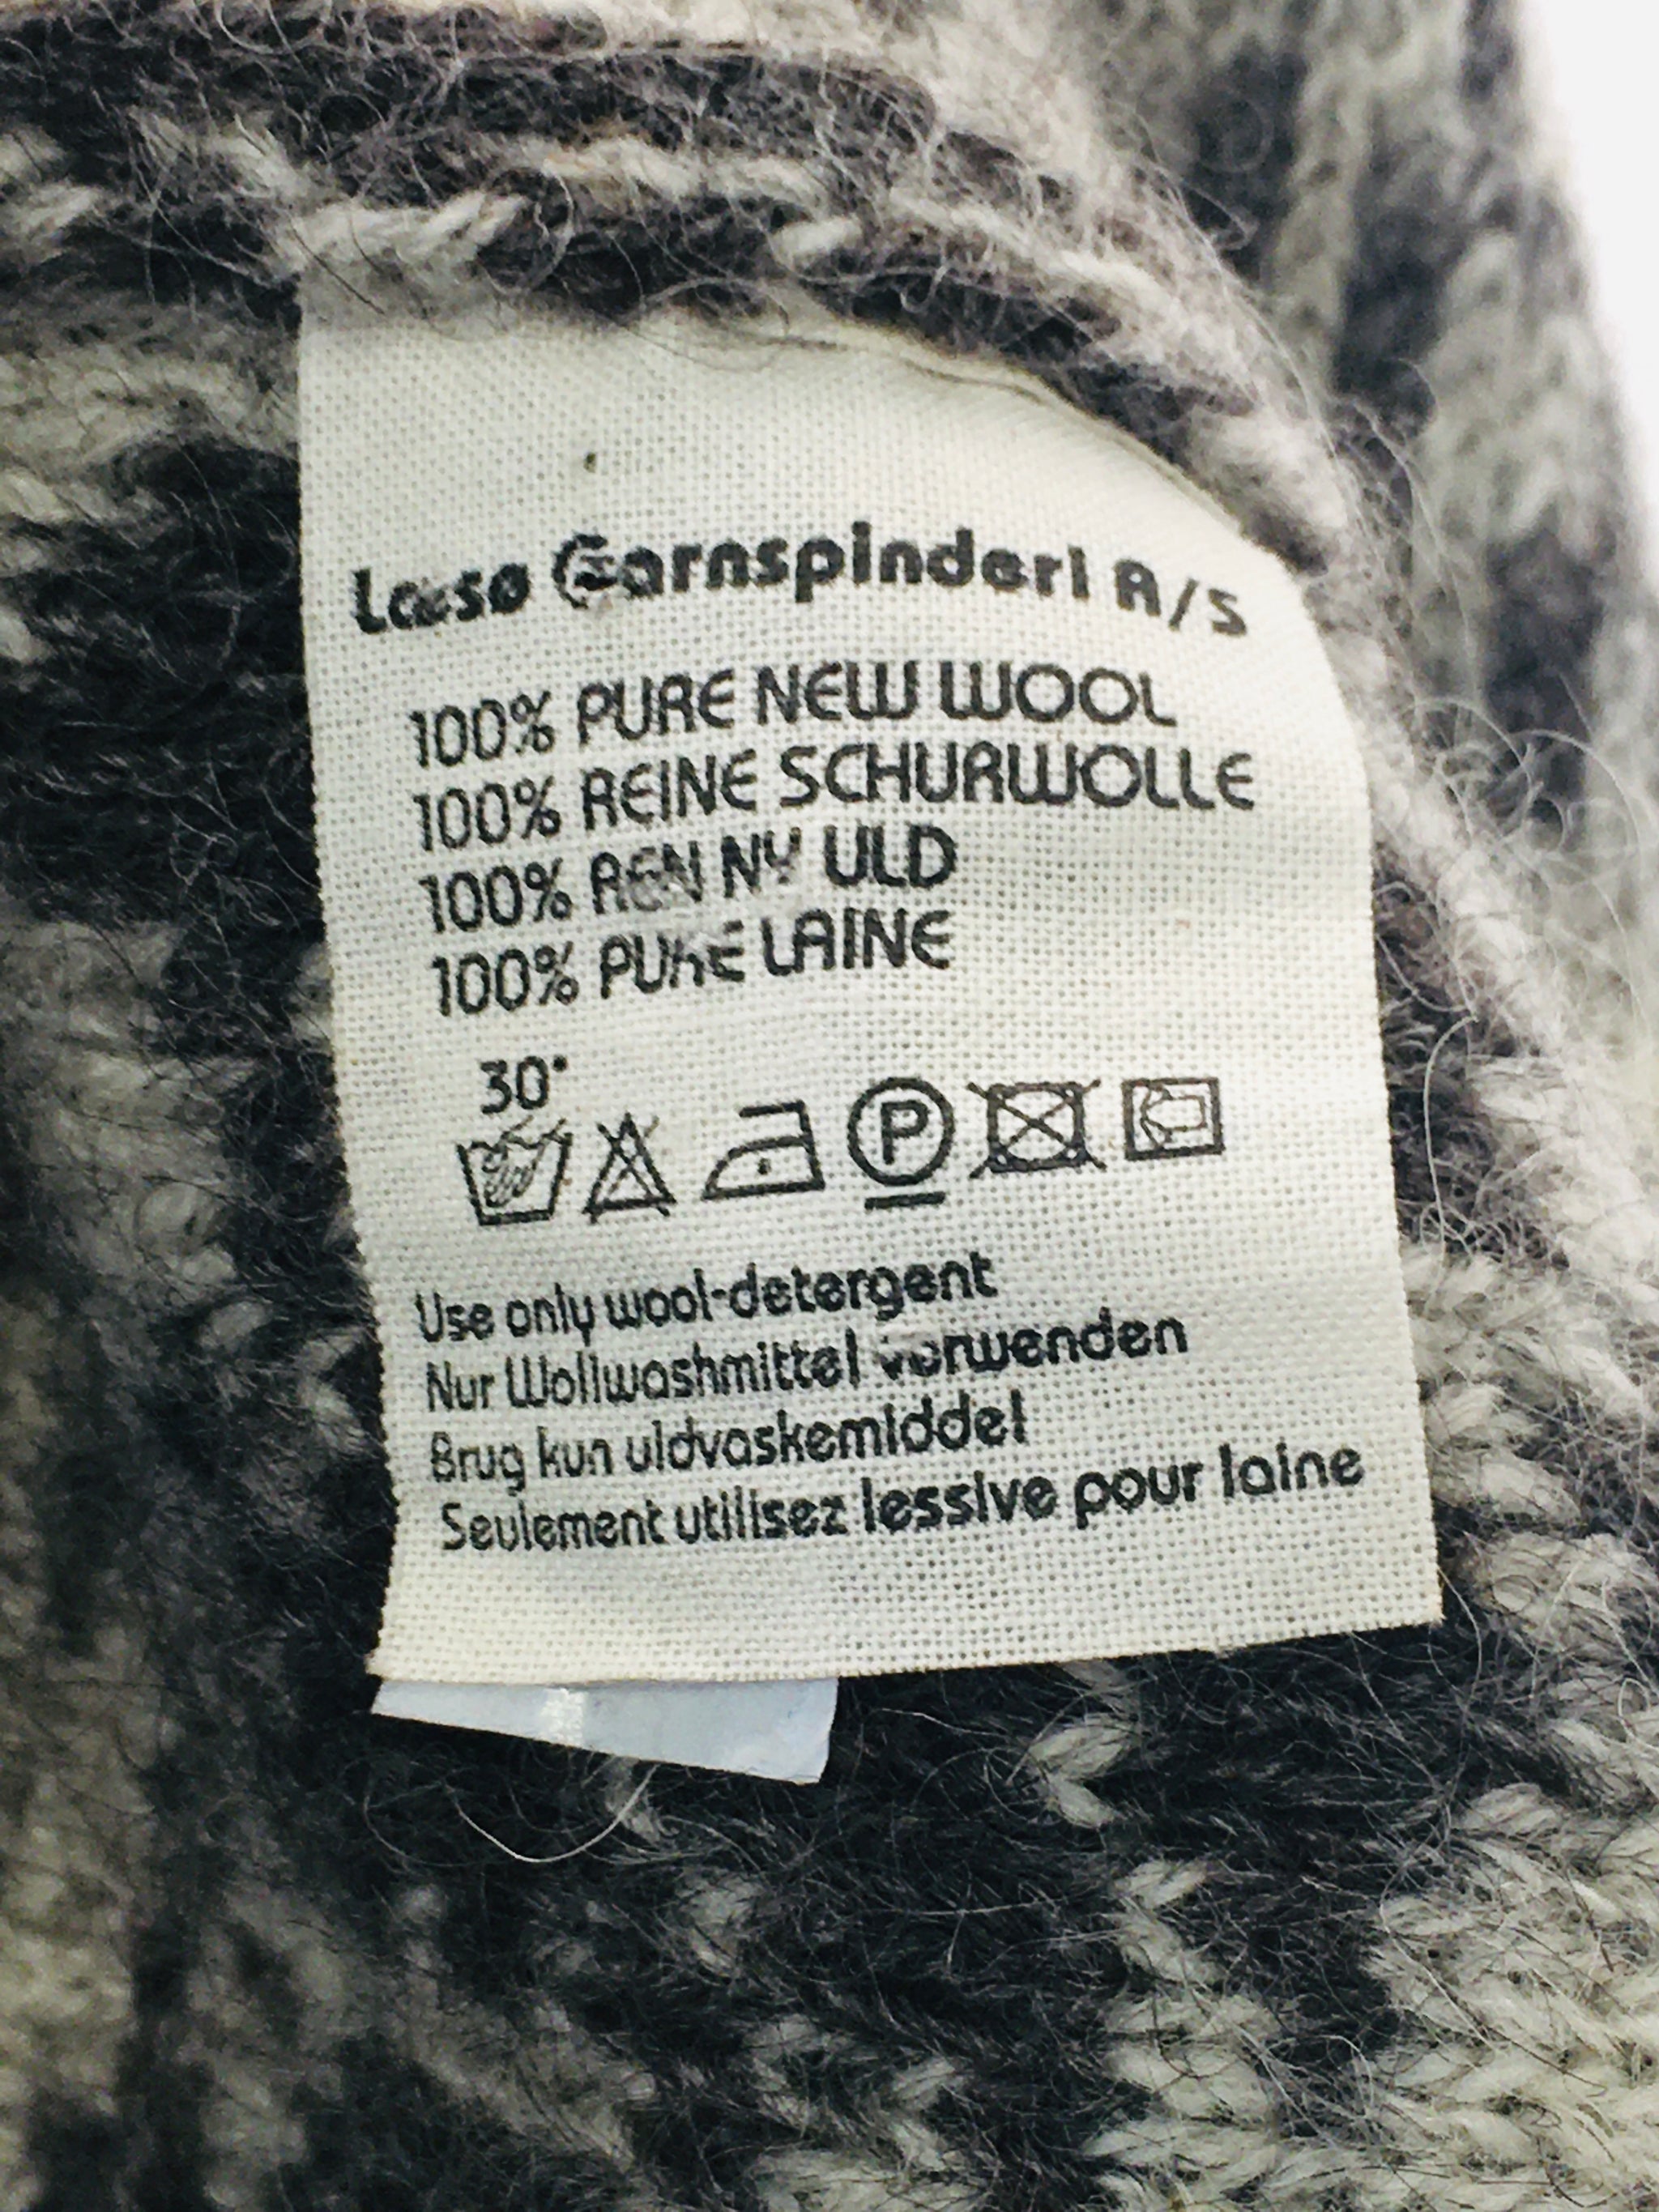 Læsø Garnspinderi A/S
100% PURE NEW WOOL
100% REINE SCHURWOLLE
100% REN NY ULD
100% PURE LAINE
30°
P
Use only wool-detergent
Nur Wollwashmittel verwenden
Brug kun uldvaskemiddel
Seulement utilisez lessive pour laine